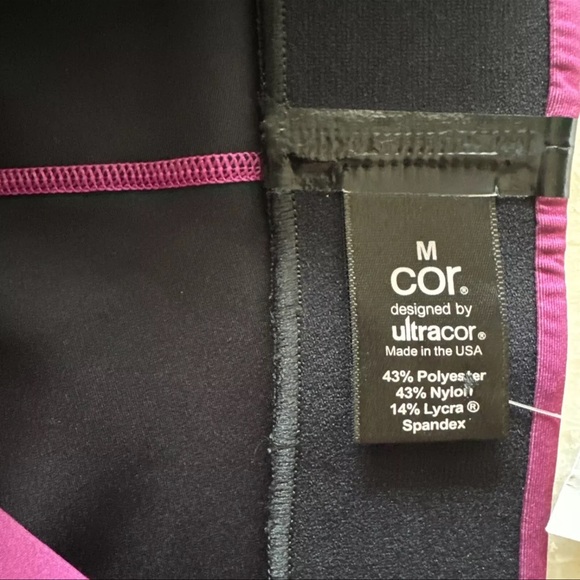 M
cor.®
designed by
ultracor®
Made in the USA
43% Polyester
43% Nylon
14% Lycra ®
Spandex